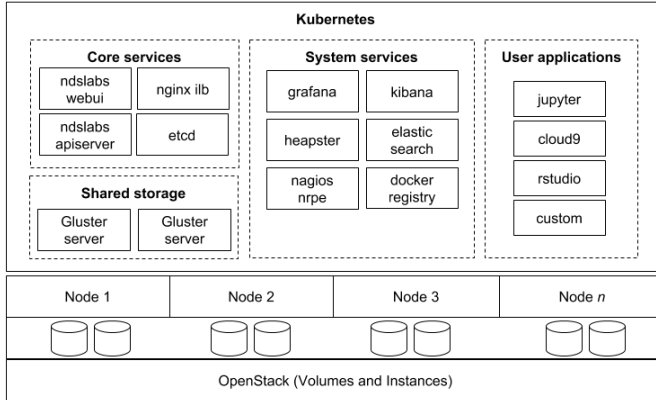 Kubernetes
Core services
ndslabs
webui
nginx ilb
ndslabs
apiserver
etcd
Shared storage
Gluster
server
Gluster
server
System services
grafana
kibana
heapster
elastic
search
nagios
nrpe
docker
registry
User applications
jupyter
cloud9
rstudio
custom
Node 1
Node 2
Node 3
Node n
OpenStack (Volumes and Instances)